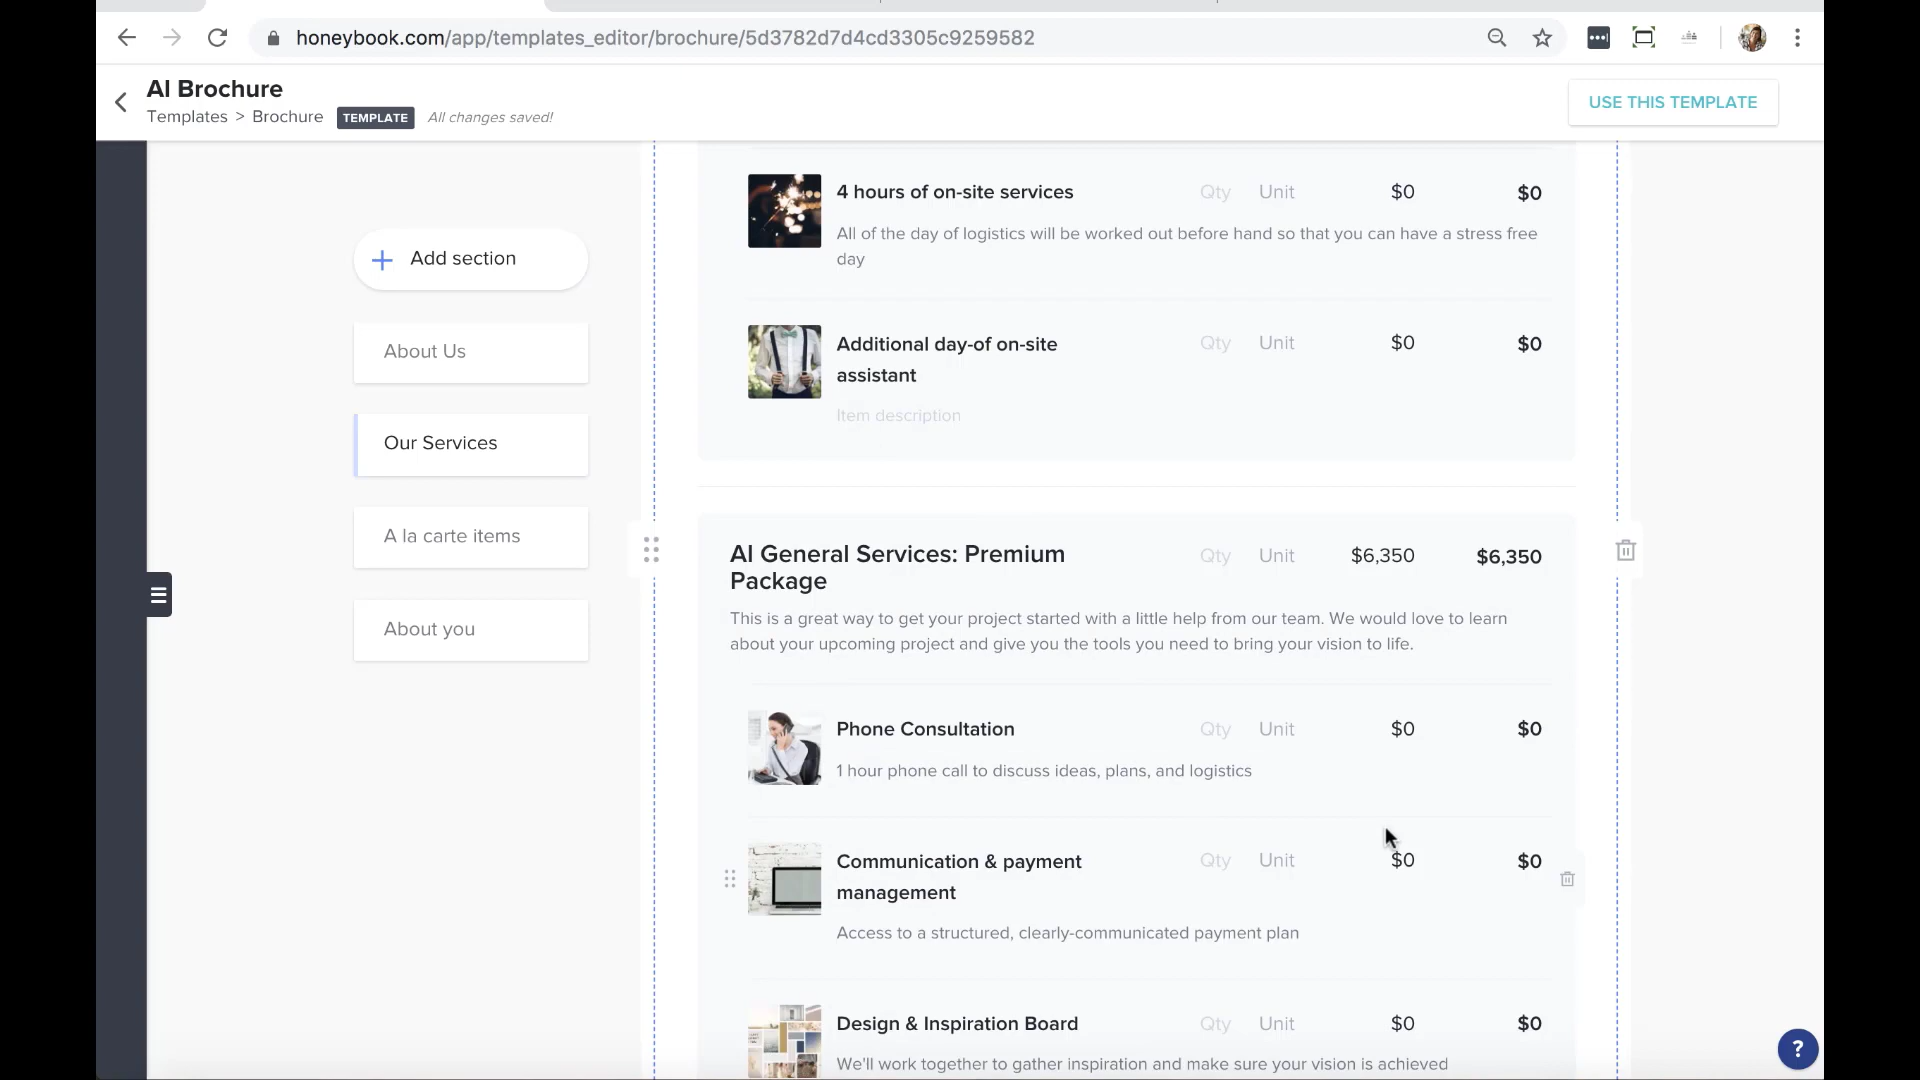 honeybook.com/app/templates_editor/brochure/5d3782d7d4cd3305c9259582
AI Brochure
Templates > Brochure TEMPLATE All changes saved!
USE THIS TEMPLATE
Add section
About Us
Our Services
A la carte items
About you
4 hours of on-site services Qty Unit $0 $0
All of the day of logistics will be worked out before hand so that you can have a stress free
day
Additional day-of on-site Qty Unit $0 $0
assistant
Item description
AI General Services: Premium Qty Unit $6,350 $6,350
Package
This is a great way to get your project started with a little help from our team. We would love to learn
about your upcoming project and give you the tools you need to bring your vision to life.
Phone Consultation Qty Unit $0 $0
1 hour phone call to discuss ideas, plans, and logistics
Communication & payment Qty Unit $0 $0
management
Access to a structured, clearly-communicated payment plan
Design & Inspiration Board Qty Unit $0 $0
We'll work together to gather inspiration and make sure your vision is achieved
?